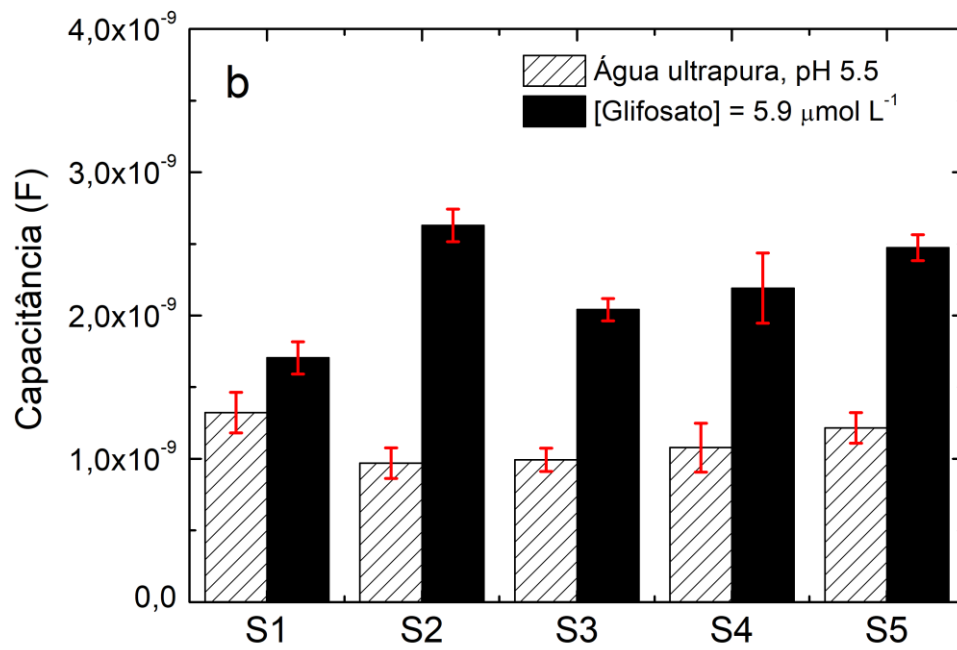 b
Água ultrapura, pH 5.5
[Glifosato] = 5.9 μmol L⁻¹
Capacitância (F)
4,0x10⁻⁹
3,0x10⁻⁹
2,0x10⁻⁹
1,0x10⁻⁹
0,0
S1 S2 S3 S4 S5